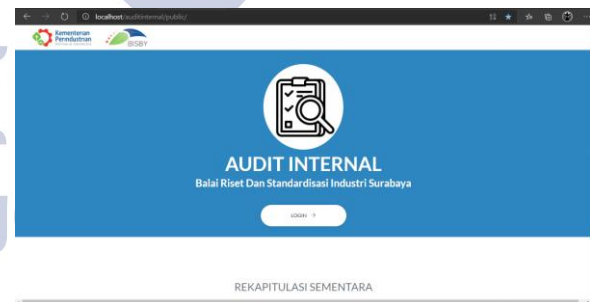 localhost/auditinternal/public/
Kementerian
Perindustrian
BISBY
AUDIT INTERNAL
Balai Riset Dan Standardisasi Industri Surabaya
LOGIN
REKAPITULASI SEMENTARA